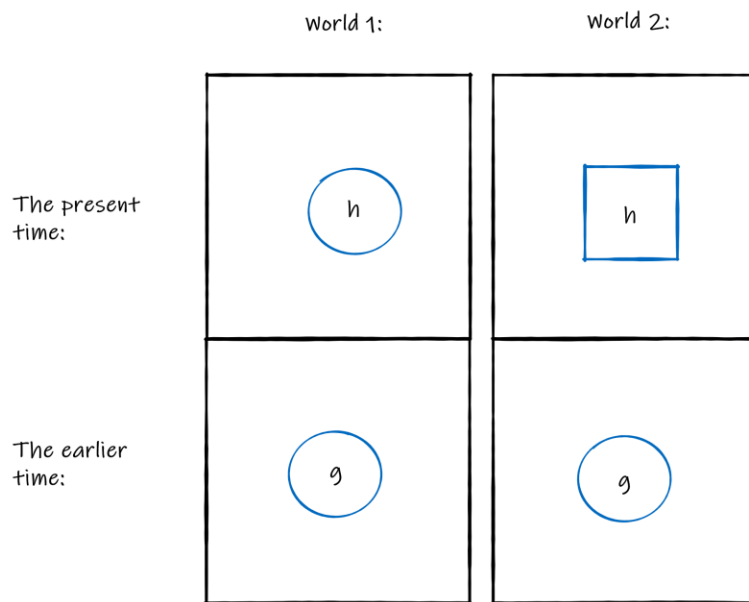 World 1:
World 2:
The present
time:
h
h
The earlier
time:
g
g